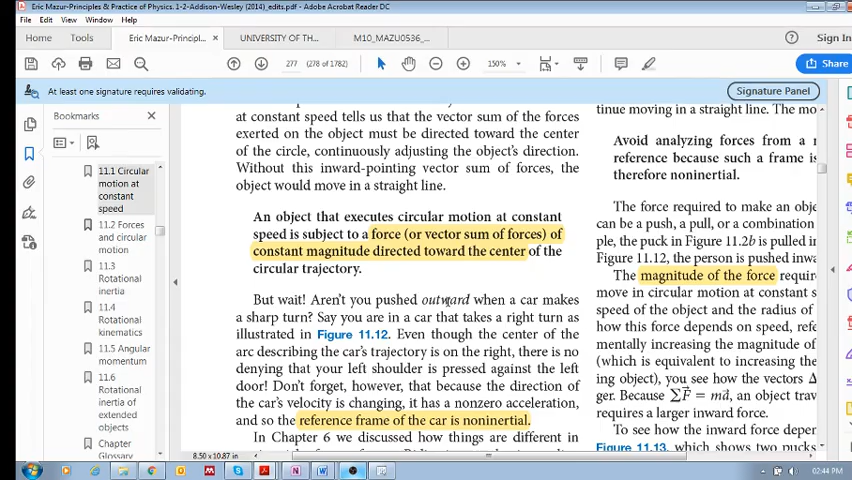 Eric Mazur-Principles & Practice of Physics. 1-2-Addison-Wesley (2014)_edits.pdf - Adobe Acrobat Reader DC
File Edit View Window Help
Home Tools Eric Mazur-Principl... × UNIVERSITY OF TH... M10_MAZU0536_... ? Sign In
277 (278 of 1782) 150% Share
At least one signature requires validating. Signature Panel
Bookmarks ×
11.1 Circular
motion at
constant
speed
11.2 Forces
and circular
motion
11.3
Rotational
inertia
11.4
Rotational
kinematics
11.5 Angular
momentum
11.6
Rotational
inertia of
extended
objects
Chapter
Glossary
at constant speed tells us that the vector sum of the forces
exerted on the object must be directed toward the center
of the circle, continuously adjusting the object's direction.
Without this inward-pointing vector sum of forces, the
object would move in a straight line.
An object that executes circular motion at constant
speed is subject to a force (or vector sum of forces) of
constant magnitude directed toward the center of the
circular trajectory.
But wait! Aren't you pushed outward when a car makes
a sharp turn? Say you are in a car that takes a right turn as
illustrated in Figure 11.12. Even though the center of the
arc describing the car's trajectory is on the right, there is no
denying that your left shoulder is pressed against the left
door! Don't forget, however, that because the direction of
the car's velocity is changing, it has a nonzero acceleration,
and so the reference frame of the car is noninertial.
In Chapter 6 we discussed how things are different in
8.50 x 10.87 in
tinue moving in a straight line. The mo
Avoid analyzing forces from a r
reference because such a frame is
therefore noninertial.
The force required to make an obj
can be a push, a pull, or a combination
ple, the puck in Figure 11.2b is pulled in
Figure 11.12, the person is pushed inwa
The magnitude of the force requir
move in circular motion at constant s
speed of the object and the radius of
how this force depends on speed, refe
mentally increasing the magnitude of
(which is equivalent to increasing the
ing object), you see how the vectors Δ
ger. Because ∑F⃗ = ma⃗, an object trav
requires a larger inward force.
To see how the inward force depen
Figure 11.13, which shows two pucks
02:44 PM